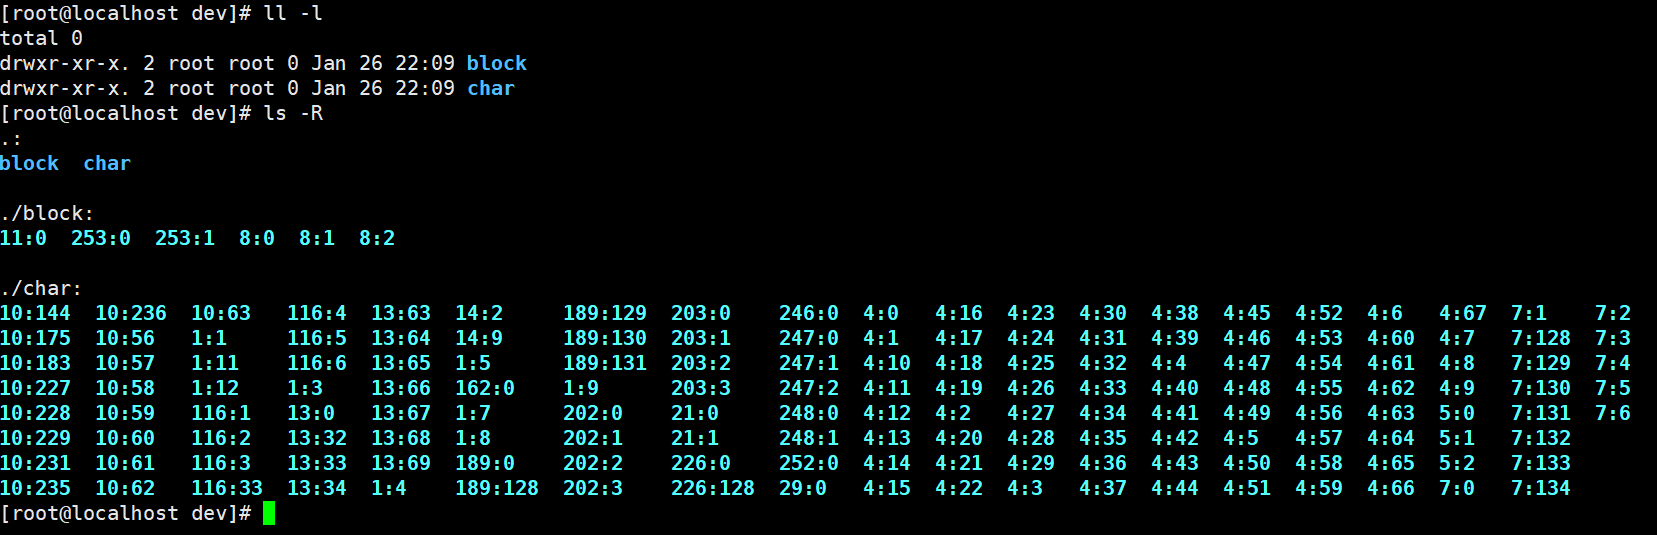 [root@localhost dev]# ll -l
total 0
drwxr-xr-x. 2 root root 0 Jan 26 22:09 block
drwxr-xr-x. 2 root root 0 Jan 26 22:09 char
[root@localhost dev]# ls -R
.:
block  char

./block:
11:0  253:0  253:1  8:0  8:1  8:2

./char:
10:144  10:236  10:63   116:4  13:63  14:2     189:129  203:0    246:0  4:0   4:16  4:23  4:30  4:38  4:45  4:52  4:6   4:67  7:1    7:2
10:175  10:56   1:1     116:5  13:64  14:9     189:130  203:1    247:0  4:1   4:17  4:24  4:31  4:39  4:46  4:53  4:60  4:7   7:128  7:3
10:183  10:57   1:11    116:6  13:65  1:5      189:131  203:2    247:1  4:10  4:18  4:25  4:32  4:4   4:47  4:54  4:61  4:8   7:129  7:4
10:227  10:58   1:12    1:3    13:66  162:0    1:9      203:3    247:2  4:11  4:19  4:26  4:33  4:40  4:48  4:55  4:62  4:9   7:130  7:5
10:228  10:59   116:1   13:0   13:67  1:7      202:0    21:0     248:0  4:12  4:2   4:27  4:34  4:41  4:49  4:56  4:63  5:0   7:131  7:6
10:229  10:60   116:2   13:32  13:68  1:8      202:1    21:1     248:1  4:13  4:20  4:28  4:35  4:42  4:5   4:57  4:64  5:1   7:132
10:231  10:61   116:3   13:33  13:69  189:0    202:2    226:0    252:0  4:14  4:21  4:29  4:36  4:43  4:50  4:58  4:65  5:2   7:133
10:235  10:62   116:33  13:34  1:4    189:128  202:3    226:128  29:0   4:15  4:22  4:3   4:37  4:44  4:51  4:59  4:66  7:0   7:134
[root@localhost dev]#